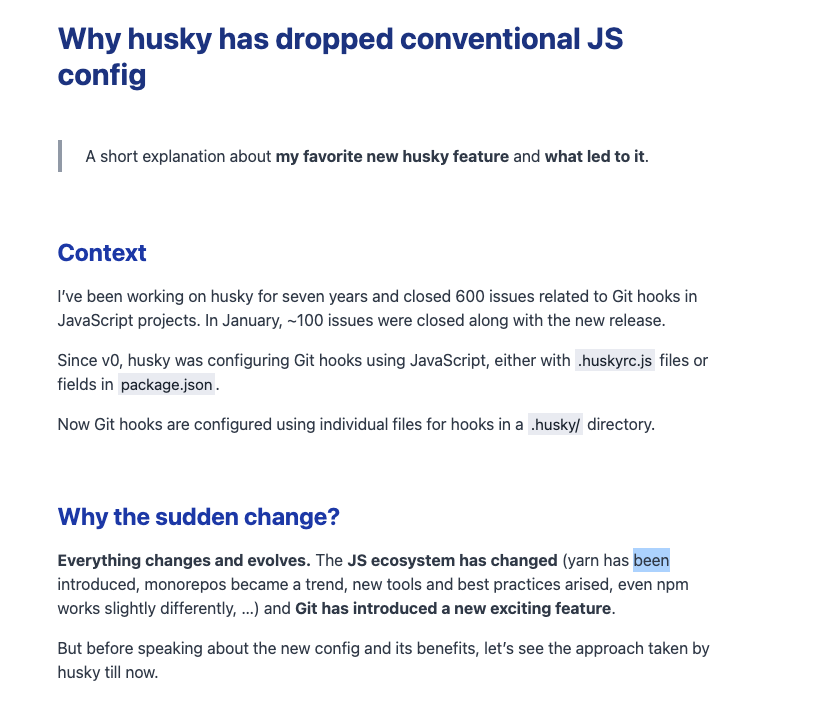 Why husky has dropped conventional JS
config
A short explanation about my favorite new husky feature and what led to it.
Context
I’ve been working on husky for seven years and closed 600 issues related to Git hooks in
JavaScript projects. In January, ~100 issues were closed along with the new release.
Since v0, husky was configuring Git hooks using JavaScript, either with .huskyrc.js files or
fields in package.json.
Now Git hooks are configured using individual files for hooks in a .husky/ directory.
Why the sudden change?
Everything changes and evolves. The JS ecosystem has changed (yarn has been
introduced, monorepos became a trend, new tools and best practices arised, even npm
works slightly differently, …) and Git has introduced a new exciting feature.
But before speaking about the new config and its benefits, let’s see the approach taken by
husky till now.